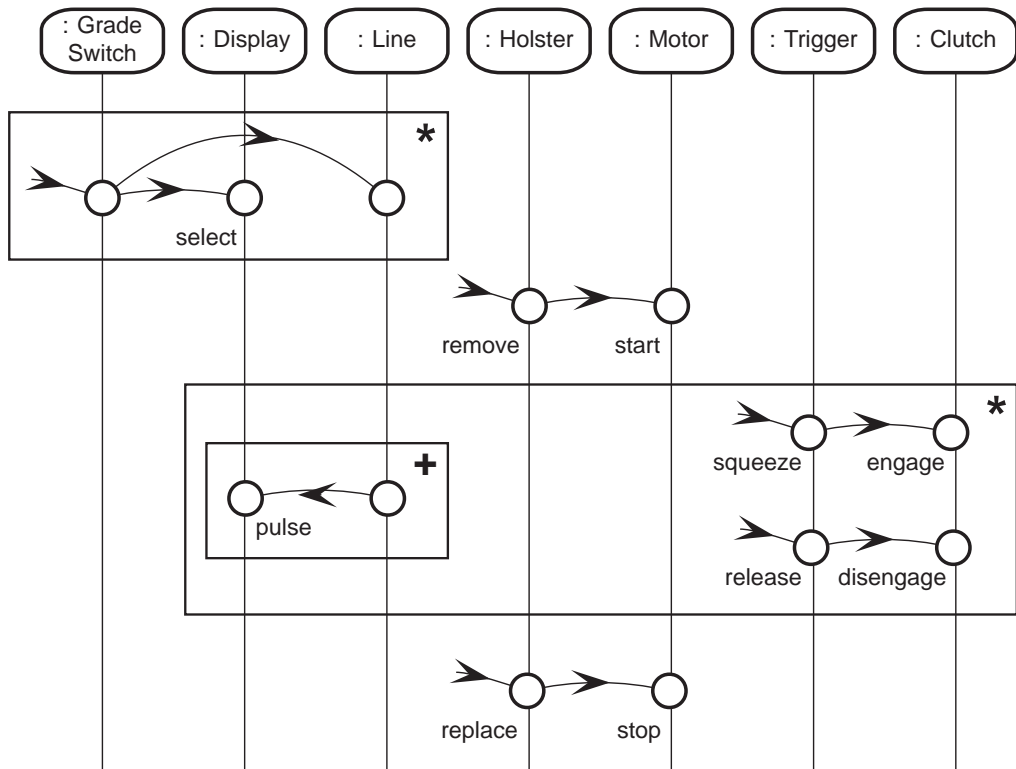 : Grade
Switch
: Display
: Line
: Holster
: Motor
: Trigger
: Clutch
*
select
remove
start
*
squeeze
engage
+
pulse
release
disengage
replace
stop